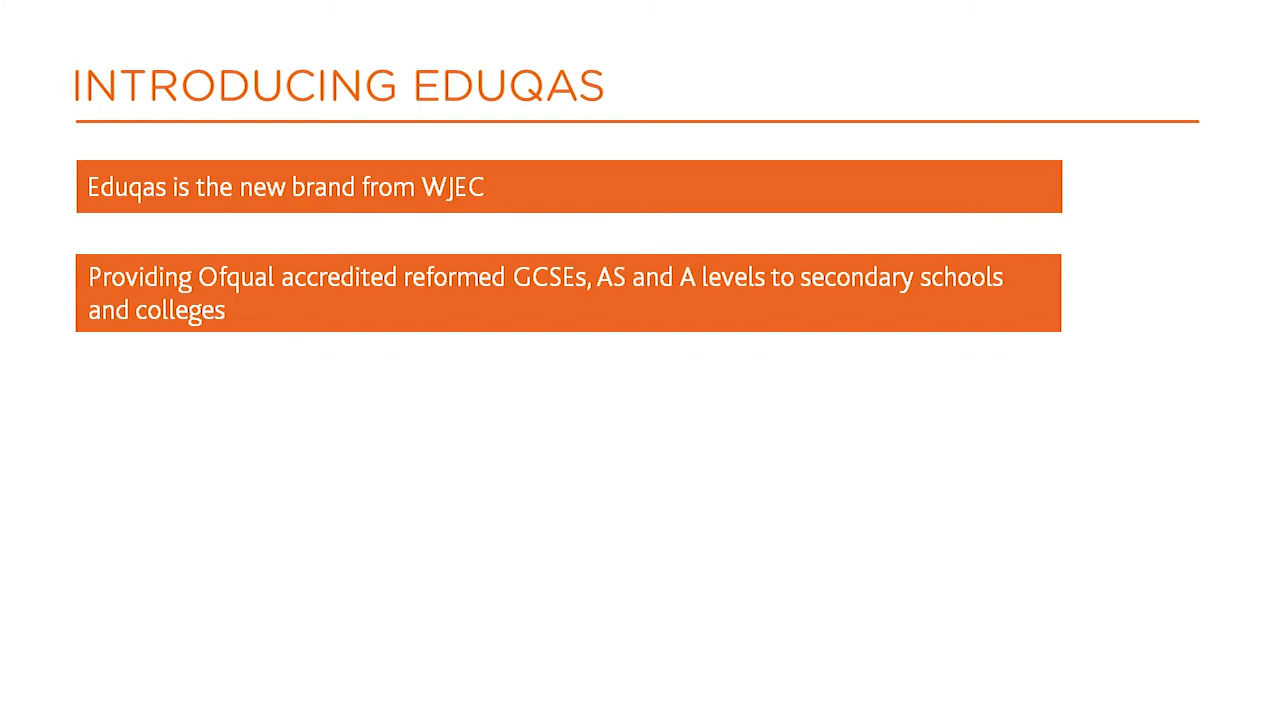 INTRODUCING EDUQAS
Eduqas is the new brand from WJEC
Providing Ofqual accredited reformed GCSEs, AS and A levels to secondary schools
and colleges